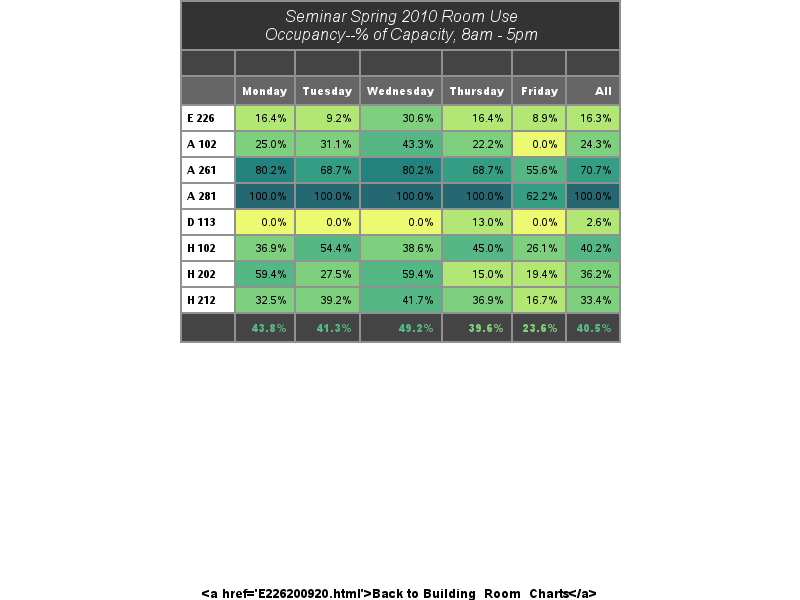 Seminar Spring 2010 Room Use
Occupancy--% of Capacity, 8am - 5pm
Monday Tuesday Wednesday Thursday Friday All
E 226 16.4% 9.2% 30.6% 16.4% 8.9% 16.3%
A 102 25.0% 31.1% 43.3% 22.2% 0.0% 24.3%
A 261 80.2% 68.7% 80.2% 68.7% 55.6% 70.7%
A 281 100.0% 100.0% 100.0% 100.0% 62.2% 100.0%
D 113 0.0% 0.0% 0.0% 13.0% 0.0% 2.6%
H 102 36.9% 54.4% 38.6% 45.0% 26.1% 40.2%
H 202 59.4% 27.5% 59.4% 15.0% 19.4% 36.2%
H 212 32.5% 39.2% 41.7% 36.9% 16.7% 33.4%
43.8% 41.3% 49.2% 39.6% 23.6% 40.5%
<a href='E226200920.html'>Back to Building_Room_Charts</a>